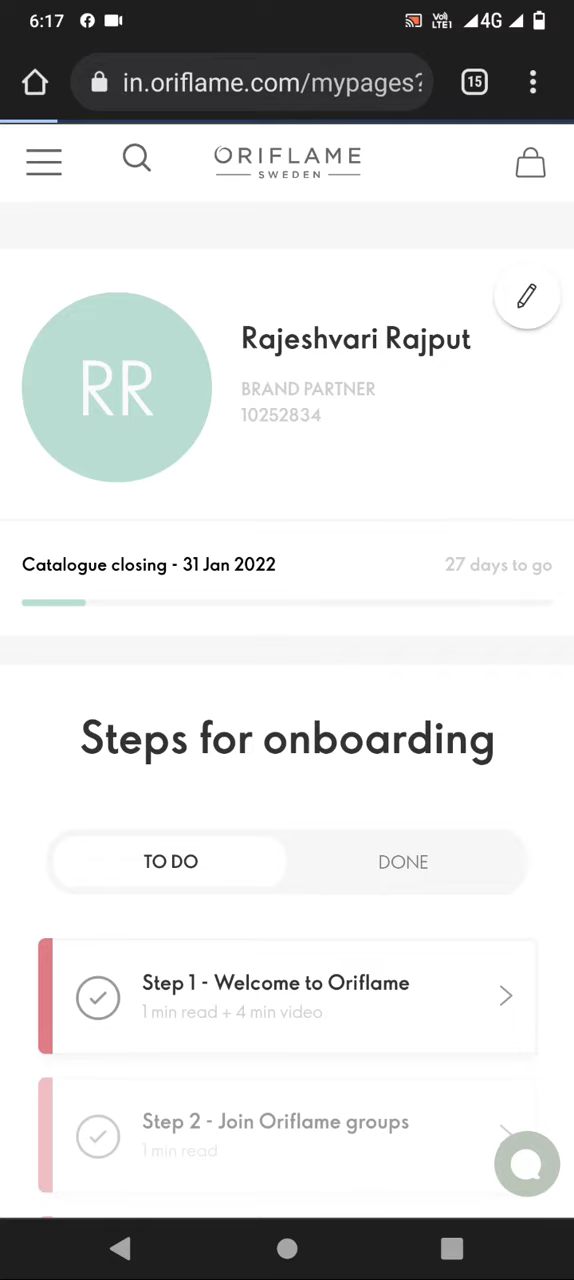 6:17
Vo)
LTE1
4G
in.oriflame.com/mypages?
15
ORIFLAME
SWEDEN
RR
Rajeshvari Rajput
BRAND PARTNER
10252834
Catalogue closing - 31 Jan 2022
27 days to go
Steps for onboarding
TO DO
DONE
Step 1 - Welcome to Oriflame
1 min read + 4 min video
Step 2 - Join Oriflame groups
1 min read